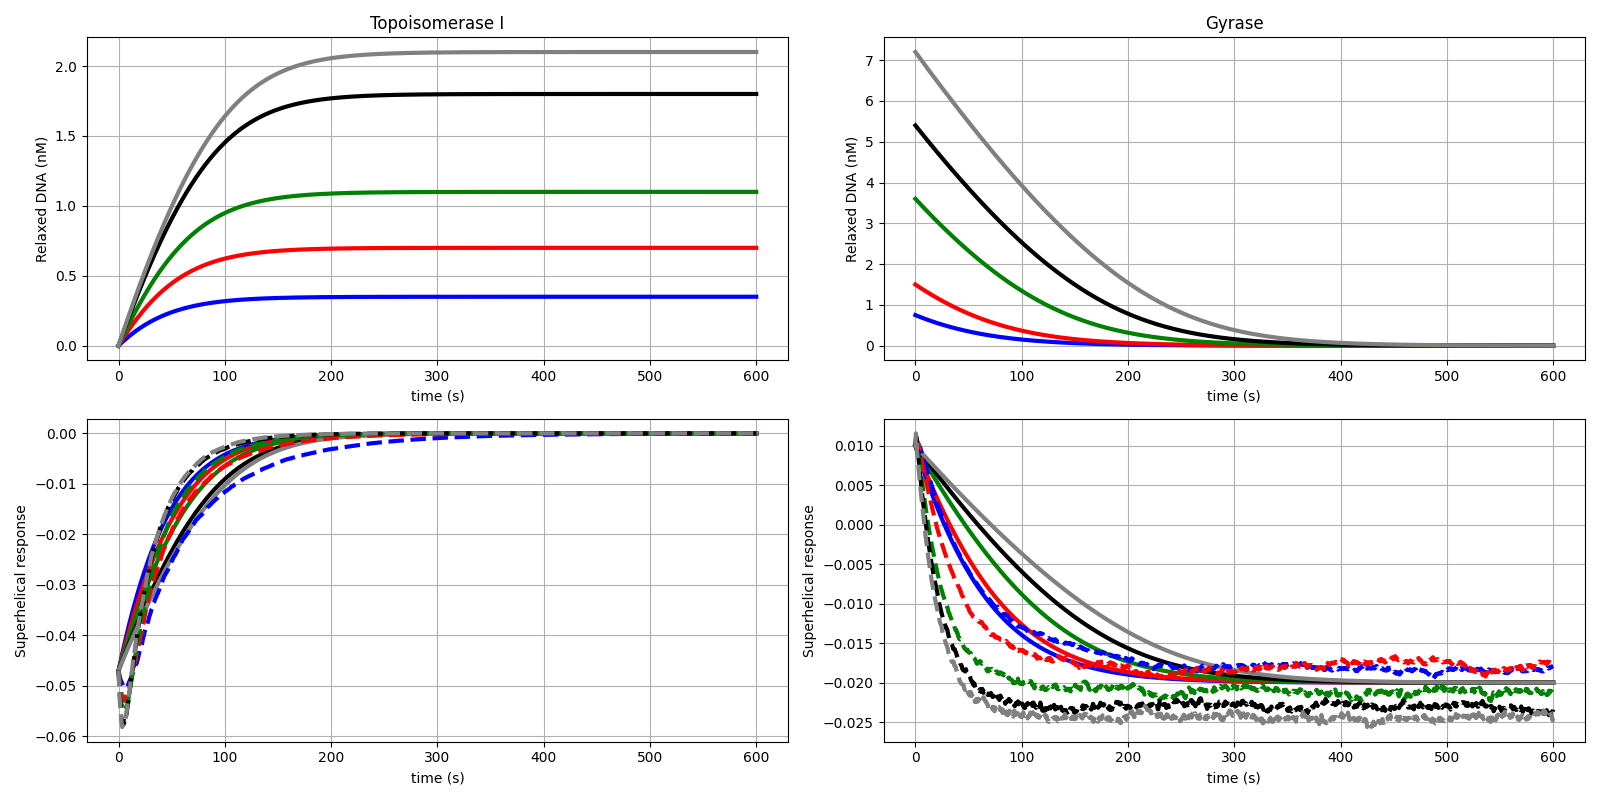 Topoisomerase I
Relaxed DNA (nM)
2.0
1.5
1.0
0.5
0.0
0 100 200 300 400 500 600
time (s)
Gyrase
Relaxed DNA (nM)
7
6
5
4
3
2
1
0
0 100 200 300 400 500 600
time (s)
Superhelical response
0.00
−0.01
−0.02
−0.03
−0.04
−0.05
−0.06
0 100 200 300 400 500 600
time (s)
Superhelical response
0.010
0.005
0.000
−0.005
−0.010
−0.015
−0.020
−0.025
0 100 200 300 400 500 600
time (s)